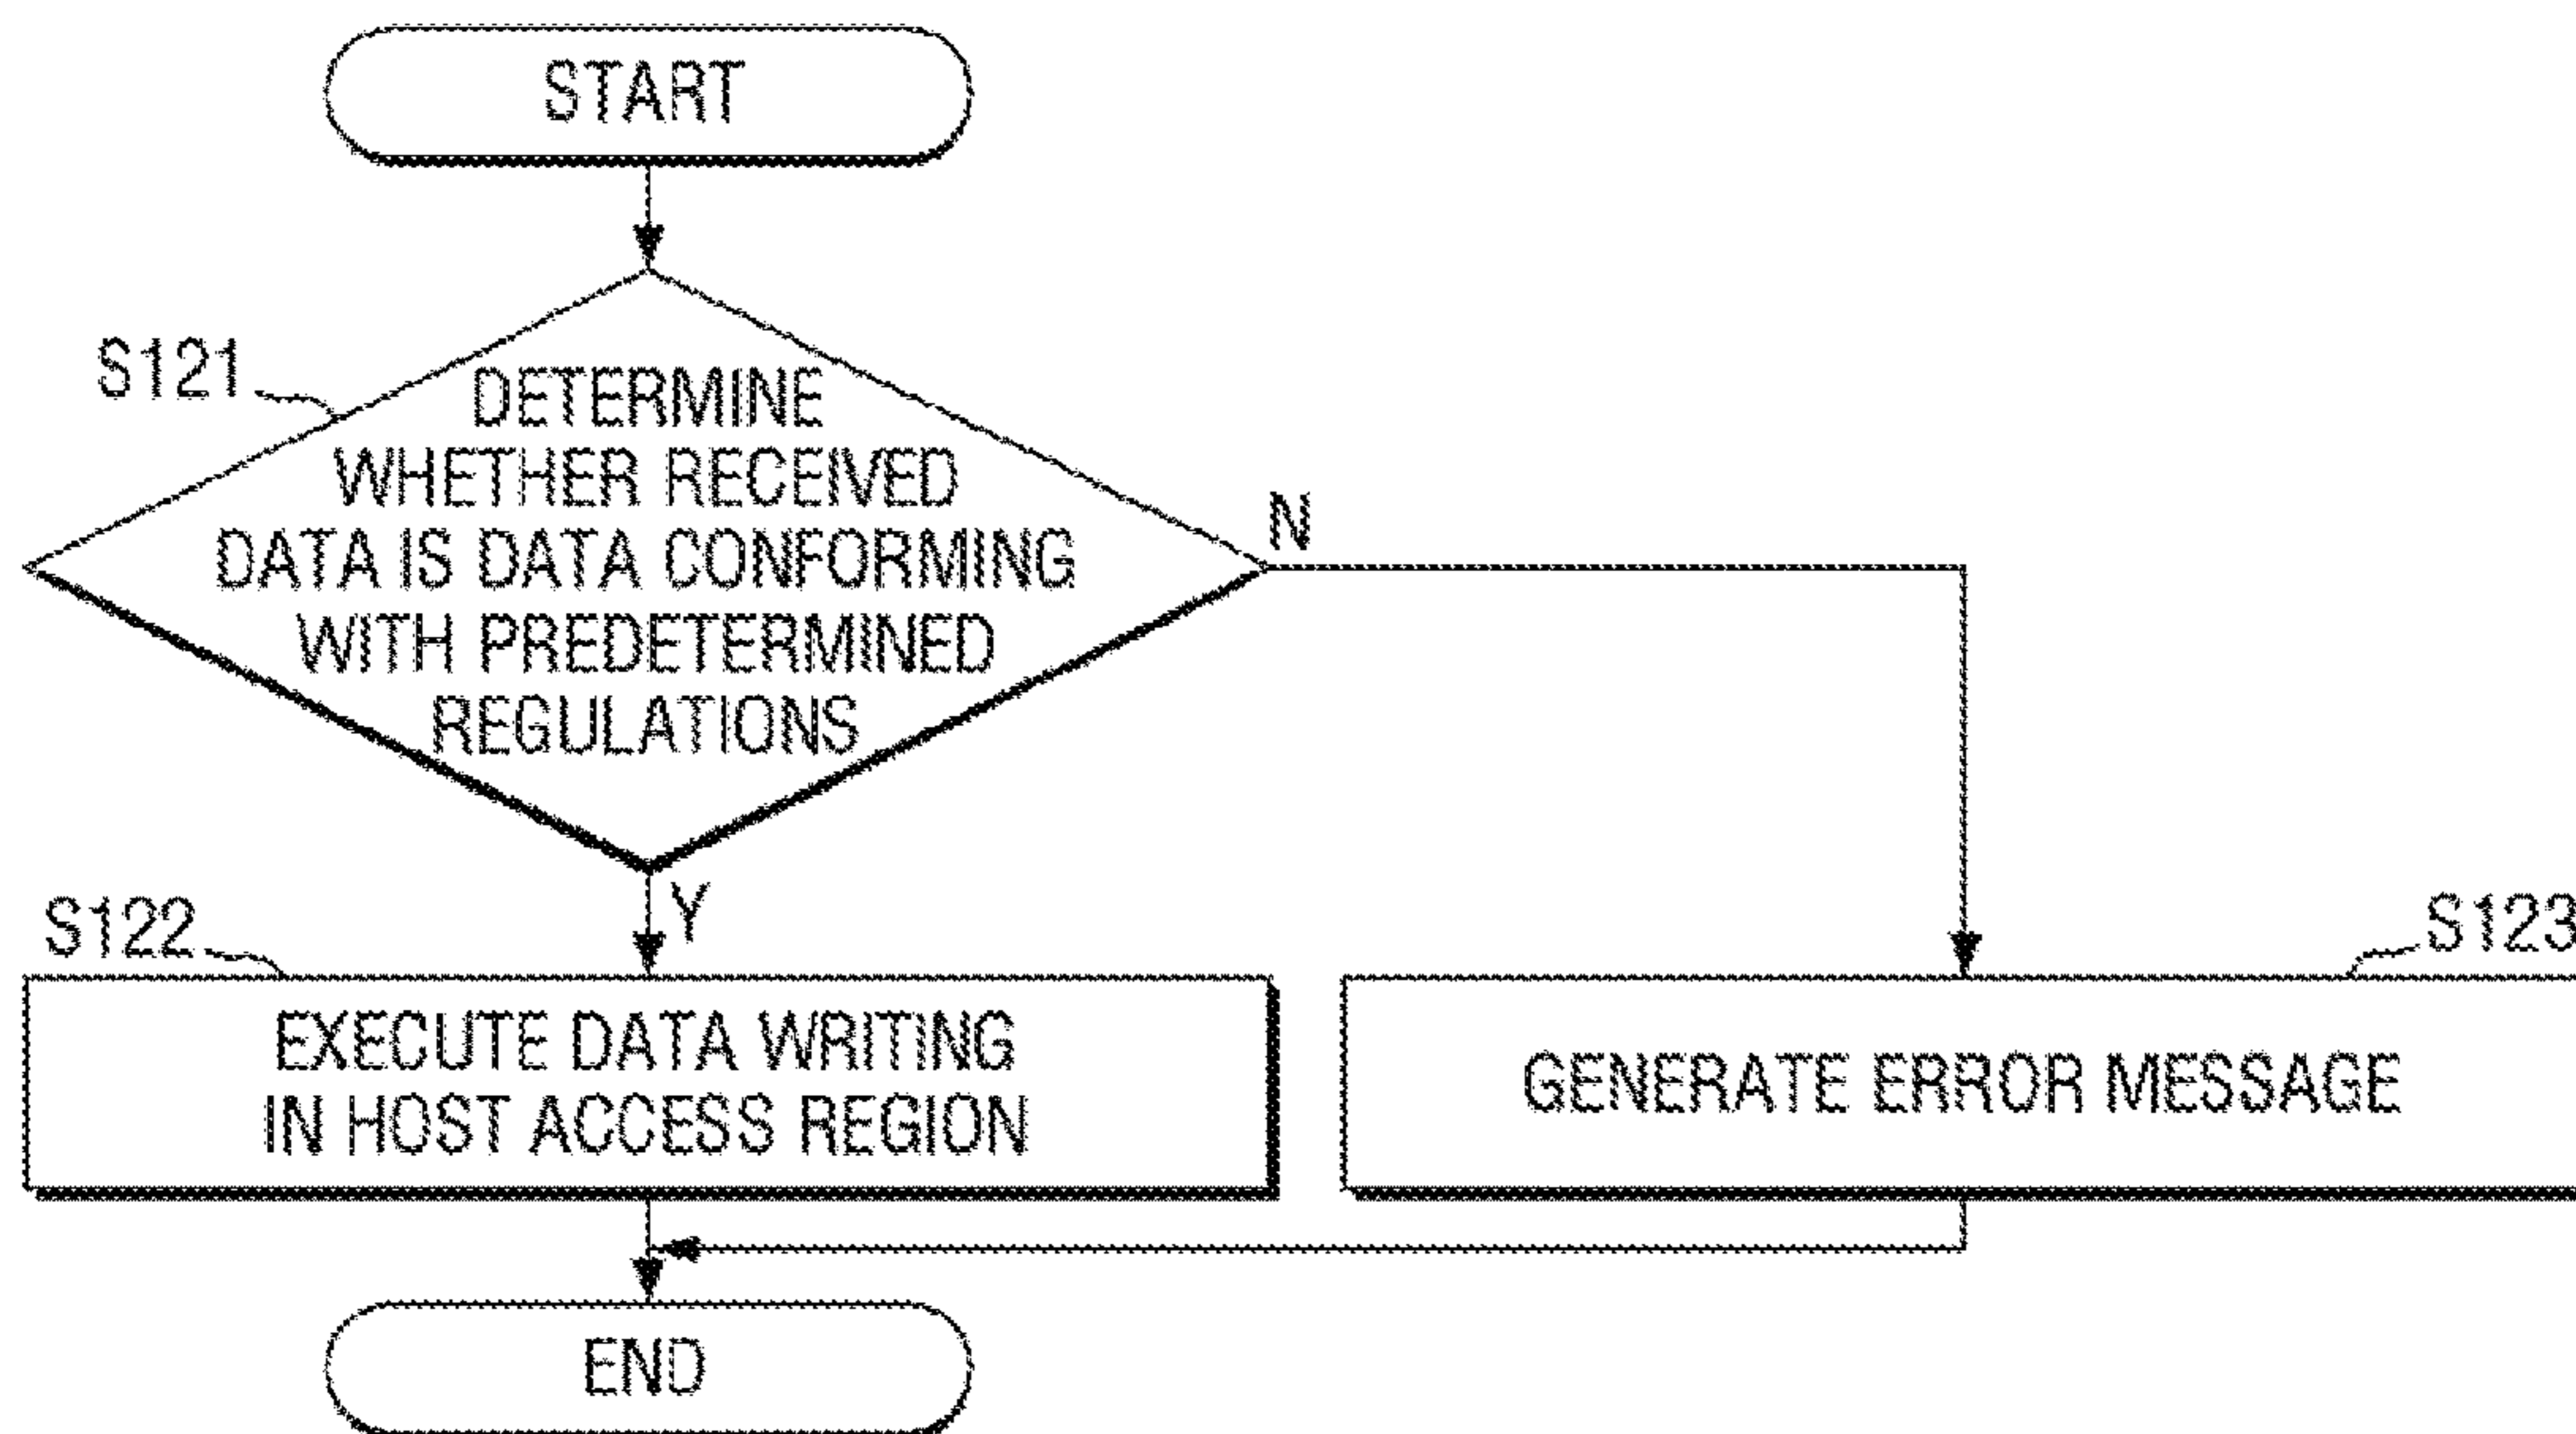 START
S121
DETERMINE
WHETHER RECEIVED
DATA IS DATA CONFORMING
WITH PREDETERMINED
REGULATIONS
N
Y
S122
EXECUTE DATA WRITING
IN HOST ACCESS REGION
S123
GENERATE ERROR MESSAGE
END